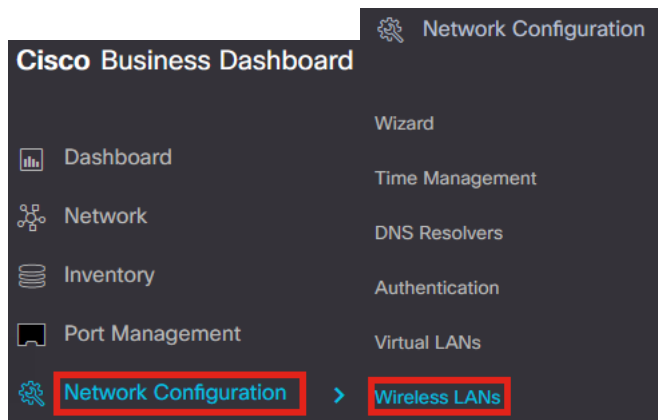 Cisco Business Dashboard
Dashboard
Network
Inventory
Port Management
Network Configuration
Network Configuration
Wizard
Time Management
DNS Resolvers
Authentication
Virtual LANs
Wireless LANs